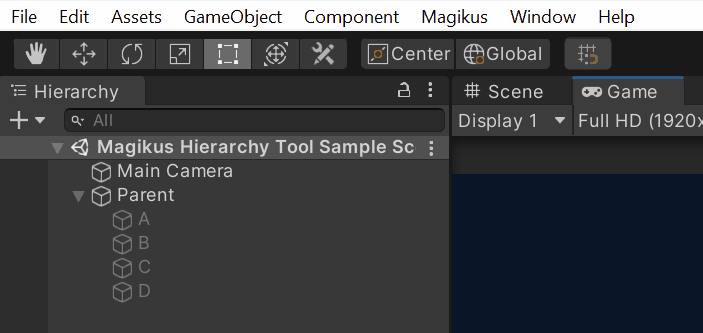 File Edit Assets GameObject Component Magikus Window Help
Center Global
Hierarchy
Scene Game
All
Display 1 Full HD (1920x
Magikus Hierarchy Tool Sample Sc
Main Camera
Parent
A
B
C
D